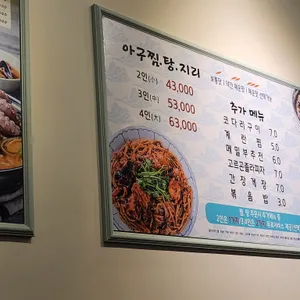 아구찜.탕.지리
2인(小) 43,000
3인(中) 53,000
4인(大) 63,000
추가 메뉴
코다리구이 7.0
계란찜 5.0
메밀부추전 6.0
고르곤졸라피자 7.0
간장게장 7.0
볶음밥 3.0